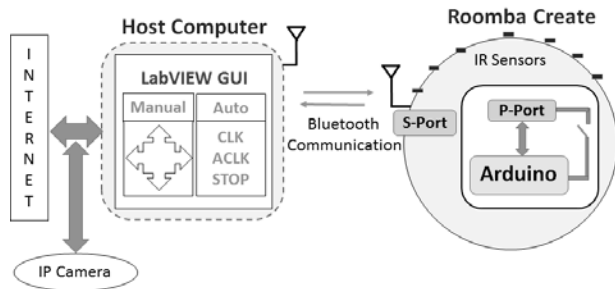 INTERNET
Host Computer
LabVIEW GUI
Manual
Auto
CLK
ACLK
STOP
IP Camera
Bluetooth
Communication
Roomba Create
IR Sensors
S-Port
P-Port
Arduino